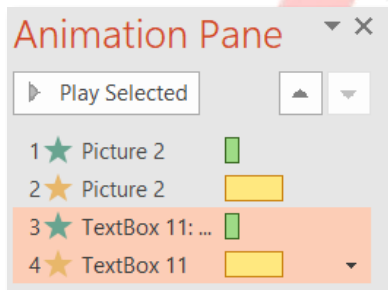 Animation Pane
Play Selected
1 Picture 2
2 Picture 2
3 TextBox 11: ...
4 TextBox 11